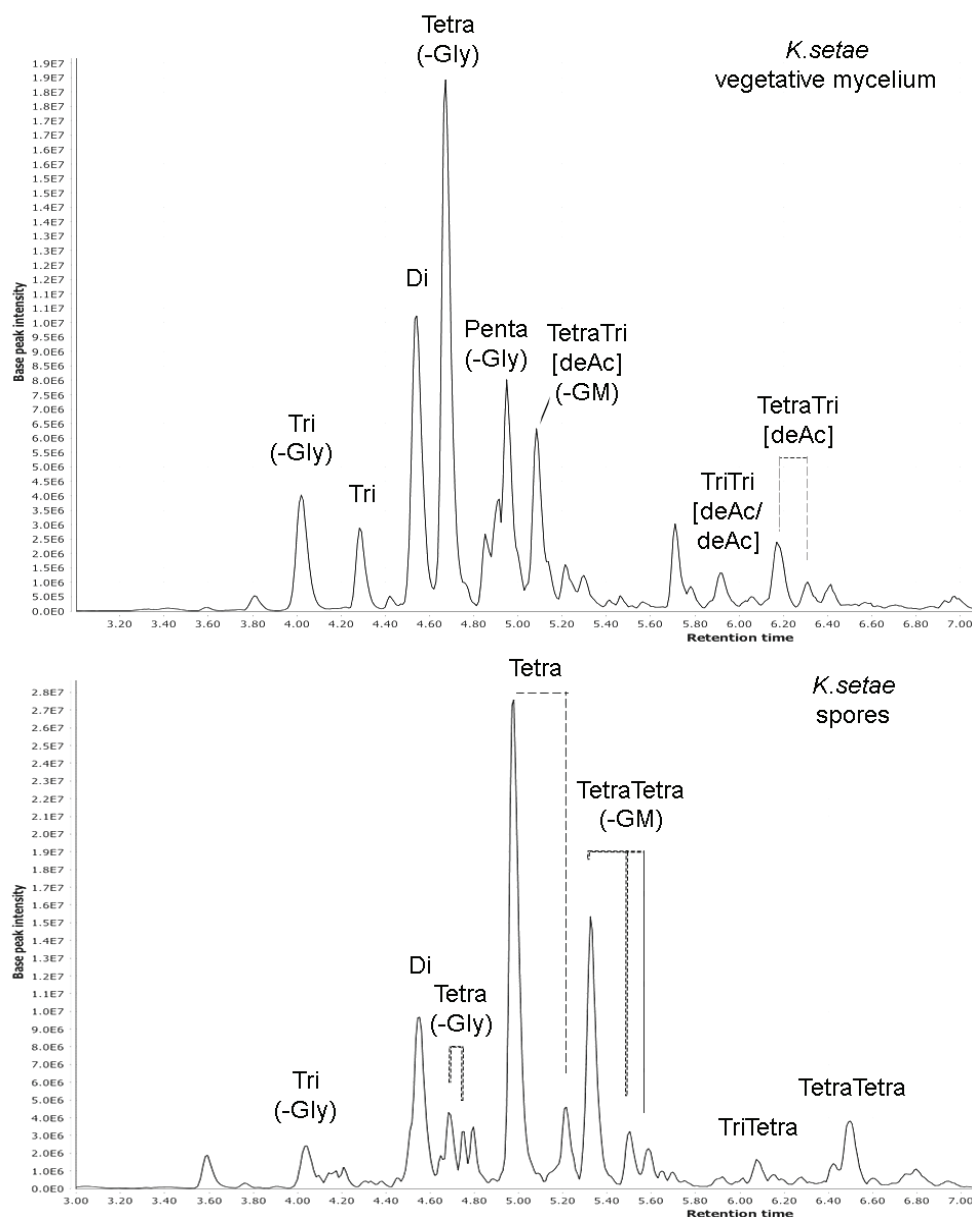 Tetra
(-Gly)
K.setae
vegetative mycelium
Di
Penta
(-Gly)
TetraTri
[deAc]
(-GM)
Tri
(-Gly)
Tri
TetraTri
[deAc]
TriTri
[deAc/
deAc]
Base peak intensity
1.9E7
1.8E7
1.7E7
1.6E7
1.5E7
1.4E7
1.3E7
1.2E7
1.1E7
1.0E7
9.5E6
9.0E6
8.5E6
8.0E6
7.5E6
7.0E6
6.5E6
6.0E6
5.5E6
5.0E6
4.5E6
4.0E6
3.5E6
3.0E6
2.5E6
2.0E6
1.5E6
1.0E6
5.0E5
0.0E0
3.20 3.40 3.60 3.80 4.00 4.20 4.40 4.60 4.80 5.00 5.20 5.40 5.60 5.80 6.00 6.20 6.40 6.60 6.80 7.00
Retention time
Tetra
K.setae
spores
TetraTetra
(-GM)
Di
Tetra
(-Gly)
Tri
(-Gly)
TetraTetra
TriTetra
Base peak intensity
2.8E7
2.7E7
2.6E7
2.5E7
2.4E7
2.3E7
2.2E7
2.1E7
2.0E7
1.9E7
1.8E7
1.7E7
1.6E7
1.5E7
1.4E7
1.3E7
1.2E7
1.1E7
1.0E7
9.0E6
8.0E6
7.0E6
6.0E6
5.0E6
4.0E6
3.0E6
2.0E6
1.0E6
0.0E0
3.00 3.20 3.40 3.60 3.80 4.00 4.20 4.40 4.60 4.80 5.00 5.20 5.40 5.60 5.80 6.00 6.20 6.40 6.60 6.80 7.00
Retention time